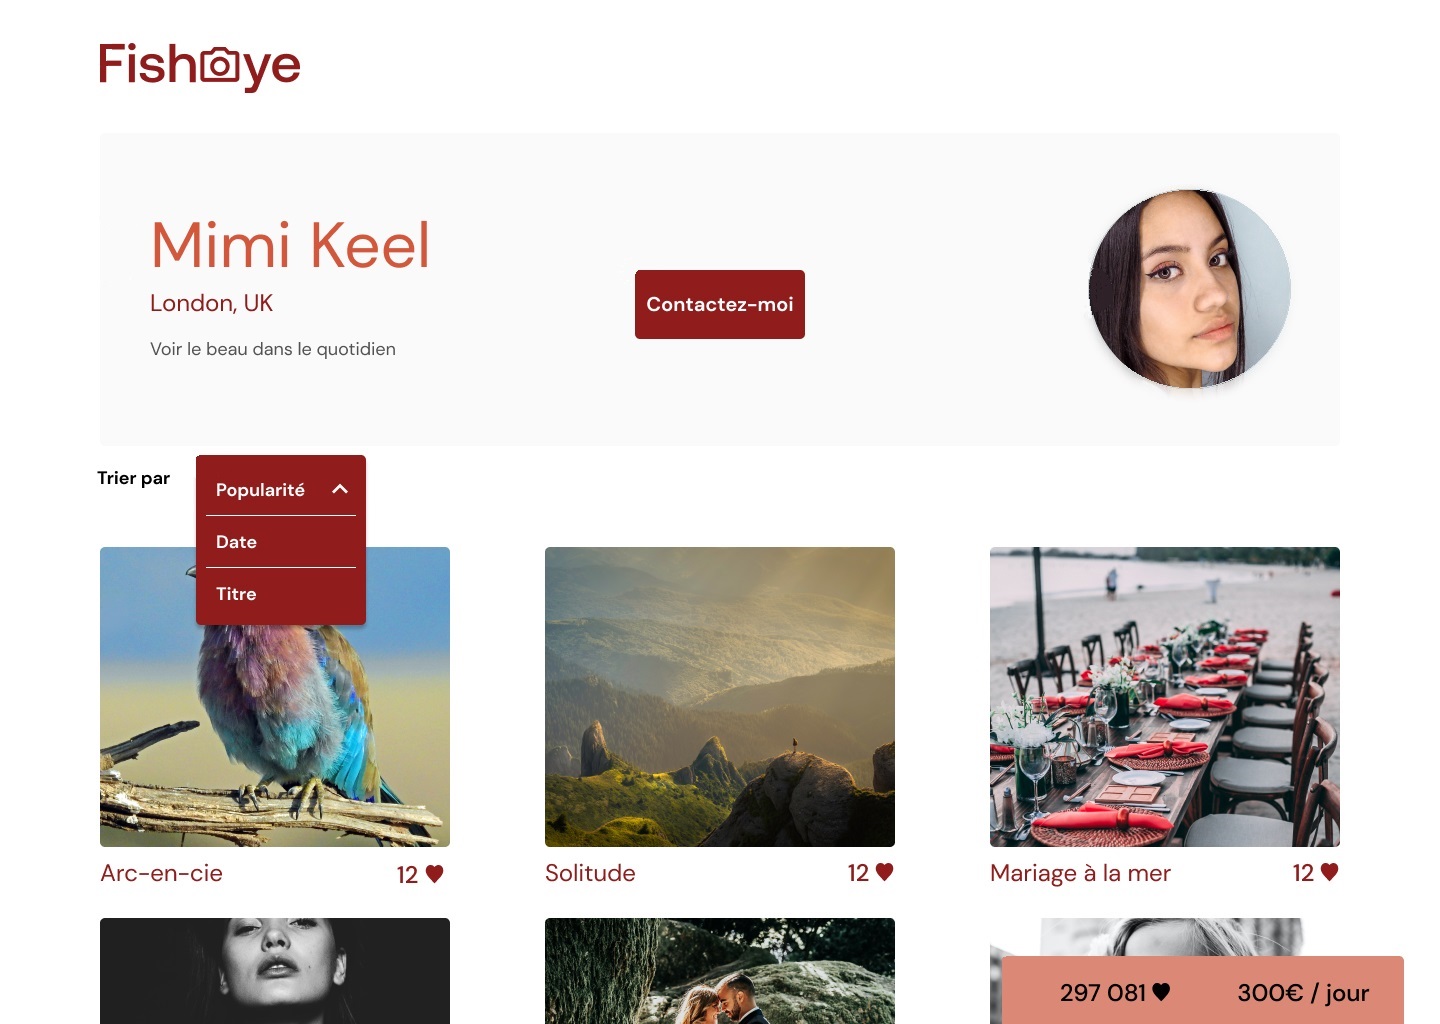 Fisheye
Mimi Keel
London, UK
Voir le beau dans le quotidien
Contactez-moi
Trier par
Popularité
Date
Titre
Arc-en-cie
12
Solitude
12
Mariage à la mer
12
297 081
300€ / jour